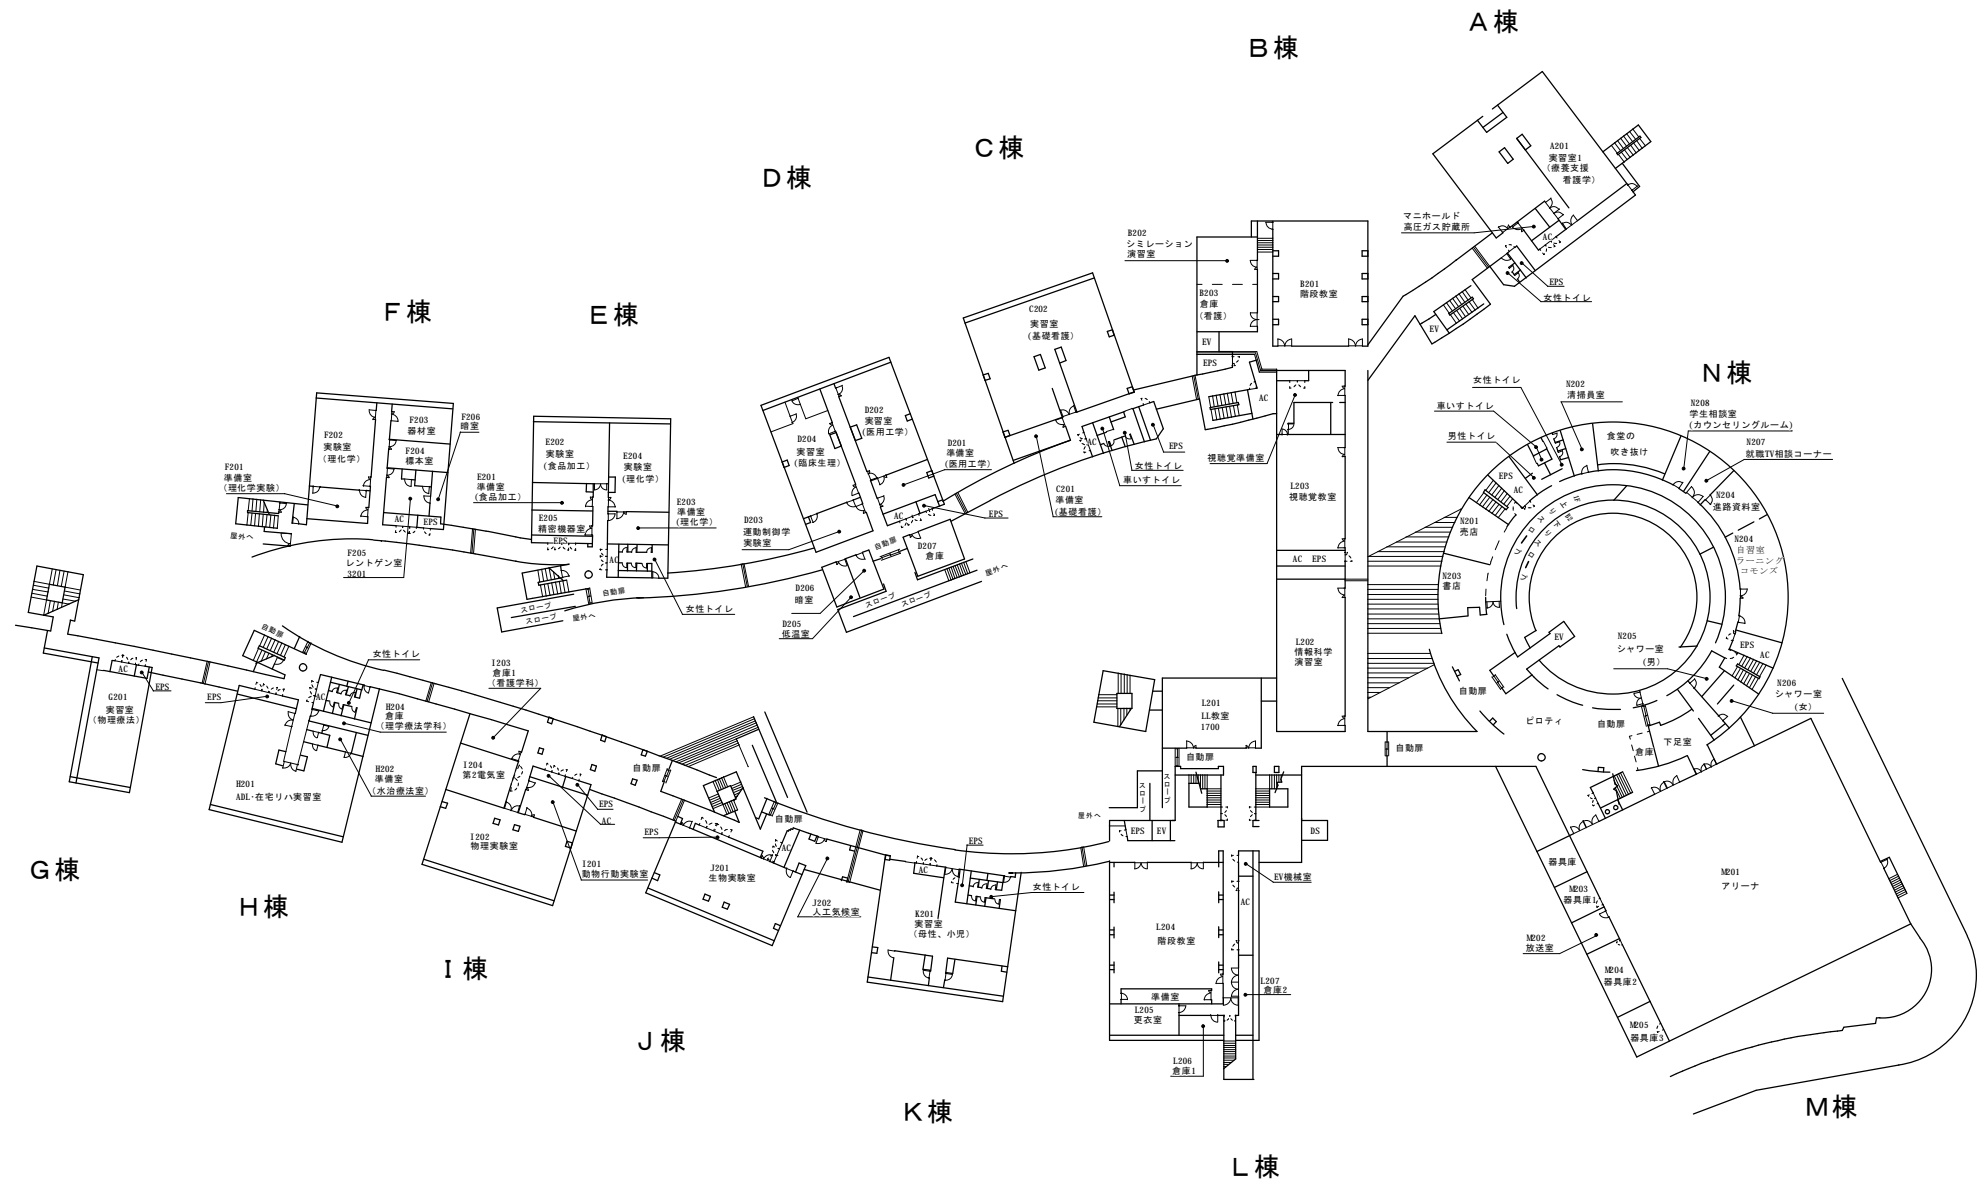 A棟
B棟
C棟
D棟
E棟
F棟
A201
実習室1
(療養支援
看護学)
マニホールド
高圧ガス貯蔵所
AC
EPS
女性トイレ
EV
B202
シミレーション
演習室
B203
倉庫
(看護)
B201
階段教室
EV
EPS
AC
C202
実習室
(基礎看護)
AC
EPS
女性トイレ
車いすトイレ
C201
準備室
(基礎看護)
視聴覚準備室
L203
視聴覚教室
AC EPS
L202
情報科学
演習室
D202
実習室
(医用工学)
D204
実習室
(臨床生理)
D201
準備室
(医用工学)
AC
EPS
D203
運動制御学
実験室
自動扉
D207
倉庫
D206
暗室
D205
低温室
スロープ
スロープ
屋外へ
E202
実験室
(食品加工)
E204
実験室
(理化学)
E201
準備室
(食品加工)
E203
準備室
(理化学)
E205
精密機器室
EPS
AC
女性トイレ
自動扉
スロープ
スロープ
屋外へ
F202
実験室
(理化学)
F203
器材室
F206
暗室
F204
標本室
F201
準備室
(理化学実験)
AC
EPS
F205
レントゲン室
3201
屋外へ
N棟
女性トイレ
N202
清掃員室
車いすトイレ
男性トイレ
食堂の
吹き抜け
N208
学生相談室
(カウンセリングルーム)
N207
就職TV相談コーナー
EPS
AC
N204
進路資料室
N201
売店
N204
自習室
ラーニング
コモンズ
N203
書店
EV
N205
シャワー室
(男)
EPS
AC
N206
シャワー室
(女)
自動扉
ピロティ
自動扉
倉庫
下足室
自動扉
M201
アリーナ
器具庫
M203
器具庫1
M202
放送室
M204
器具庫2
M205
器具庫3
M棟
自動扉
AC
EPS
G201
実習室
(物理療法)
G棟
EPS
AC
女性トイレ
H204
倉庫
(理学療法学科)
H202
準備室
(水治療法室)
H201
ADL·在宅リハ実習室
H棟
I203
倉庫1
(看護学科)
I204
第2電気室
EPS
AC
I202
物理実験室
I201
動物行動実験室
I棟
自動扉
自動扉
EPS
AC
J201
生物実験室
J202
人工気候室
J棟
AC
EPS
女性トイレ
K201
実習室
(母性、小児)
K棟
L201
LL教室
1700
自動扉
スロープ
スロープ
屋外へ
EPS
EV
DS
EV機械室
AC
L204
階段教室
準備室
L207
倉庫2
L205
更衣室
L206
倉庫1
L棟